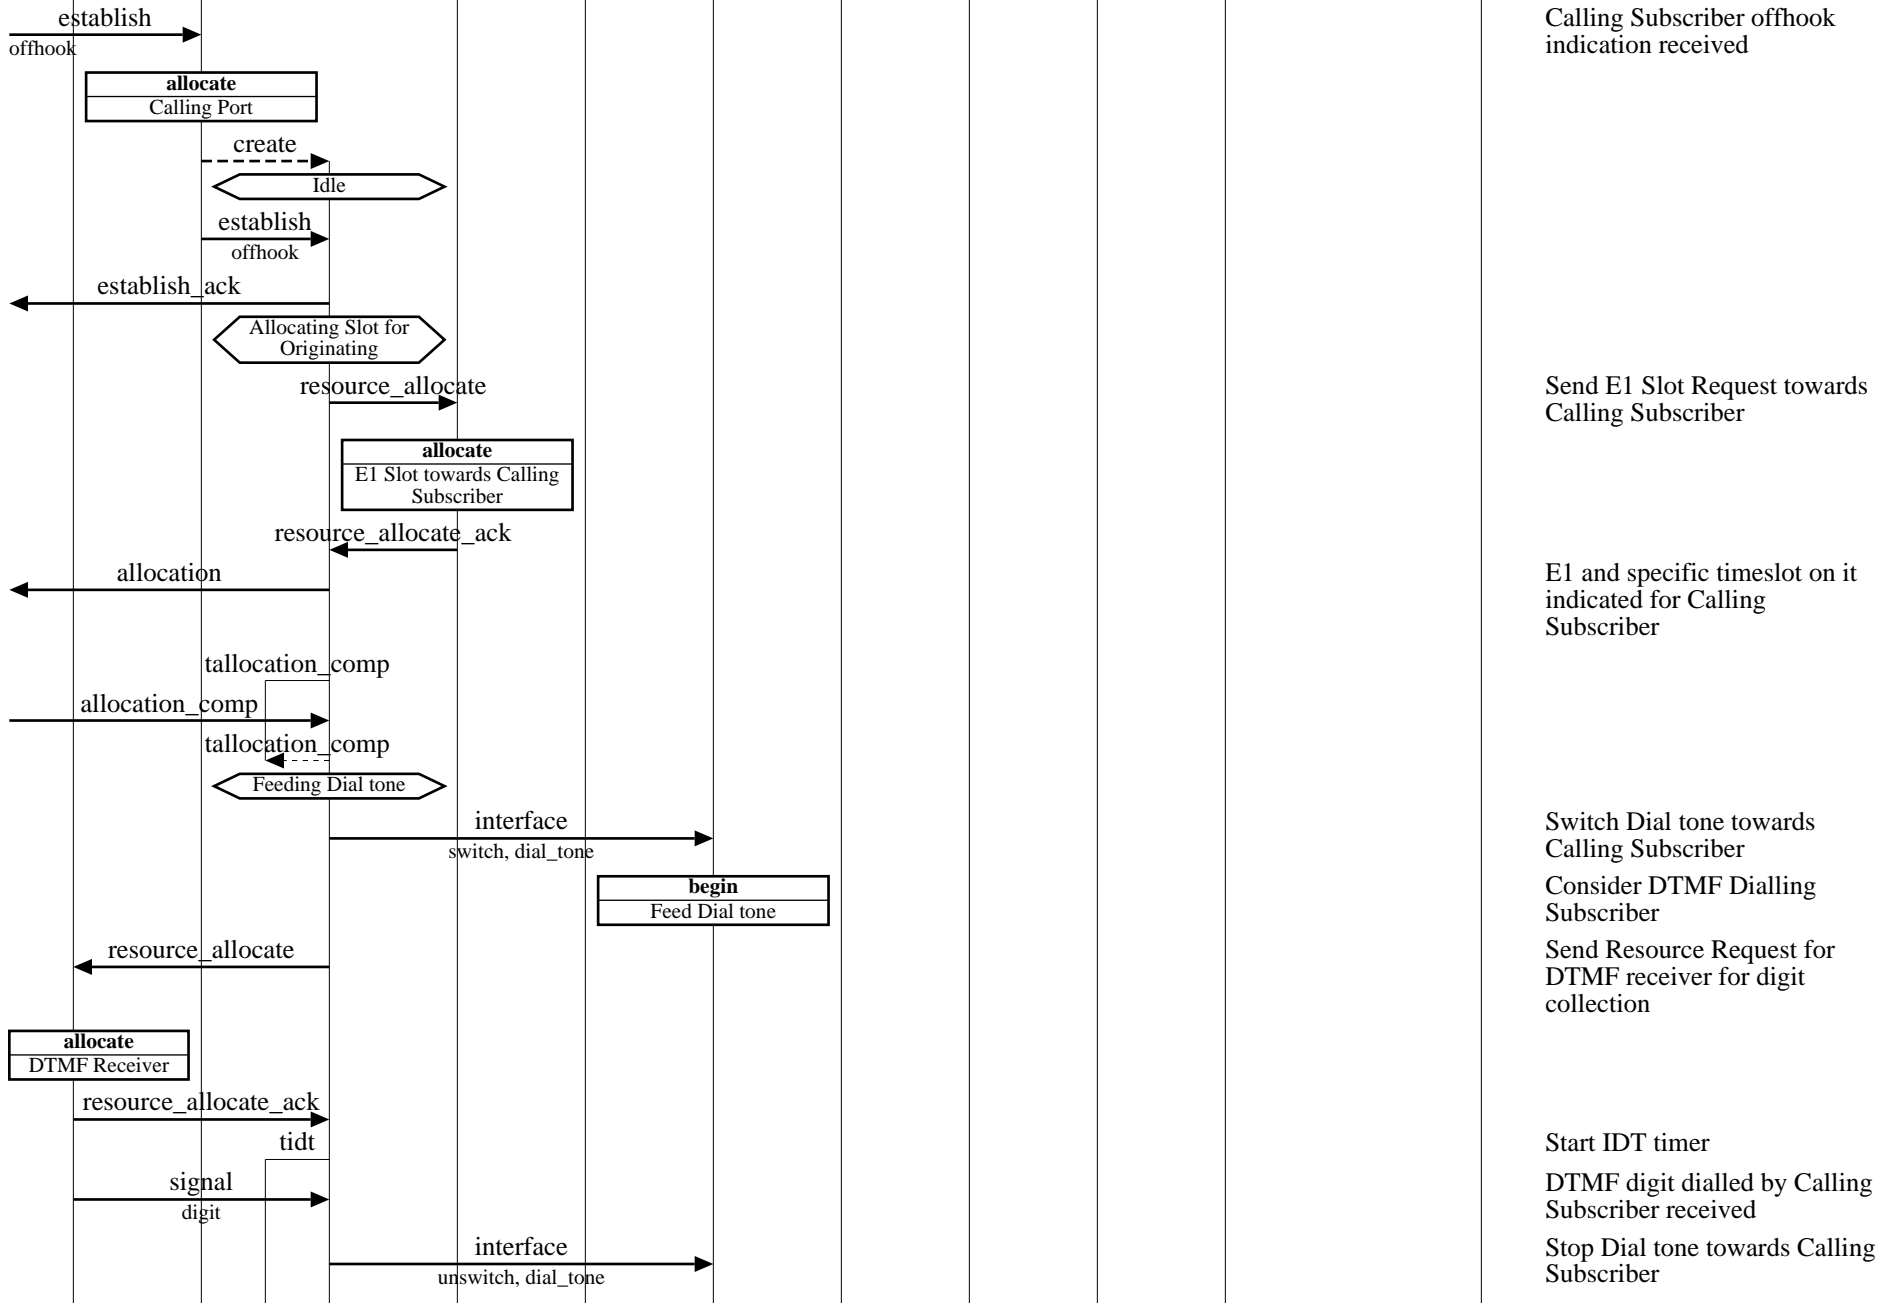 establish
offhook
Calling Subscriber offhook
indication received
allocate
Calling Port
create
Idle
establish
offhook
establish_ack
Allocating Slot for
Originating
resource_allocate
Send E1 Slot Request towards
Calling Subscriber
allocate
E1 Slot towards Calling
Subscriber
resource_allocate_ack
allocation
E1 and specific timeslot on it
indicated for Calling
Subscriber
tallocation_comp
allocation_comp
tallocation_comp
Feeding Dial tone
interface
switch, dial_tone
Switch Dial tone towards
Calling Subscriber
begin
Feed Dial tone
Consider DTMF Dialling
Subscriber
resource_allocate
Send Resource Request for
DTMF receiver for digit
collection
allocate
DTMF Receiver
resource_allocate_ack
tidt
Start IDT timer
signal
digit
DTMF digit dialled by Calling
Subscriber received
interface
unswitch, dial_tone
Stop Dial tone towards Calling
Subscriber